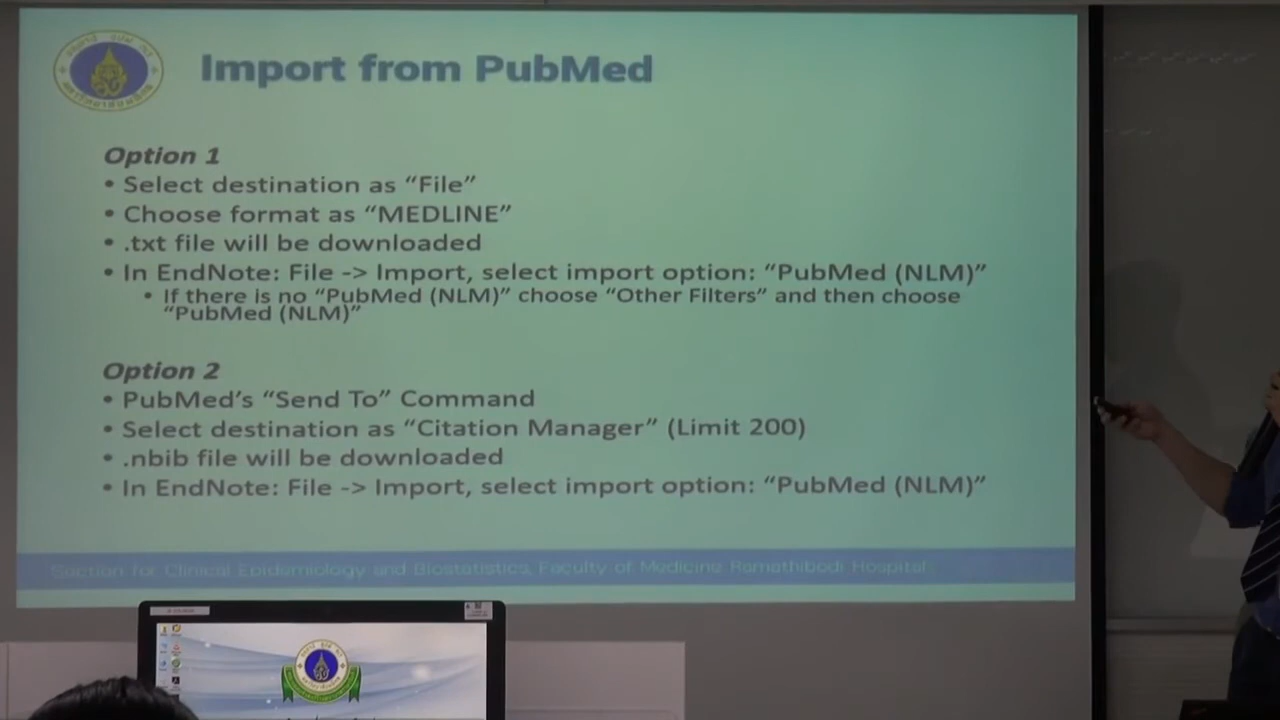 Import from PubMed
Option 1
• Select destination as “File”
• Choose format as “MEDLINE”
• .txt file will be downloaded
• In EndNote: File -> Import, select import option: “PubMed (NLM)”
• If there is no “PubMed (NLM)” choose “Other Filters” and then choose
“PubMed (NLM)”
Option 2
• PubMed’s “Send To” Command
• Select destination as “Citation Manager” (Limit 200)
• .nbib file will be downloaded
• In EndNote: File -> Import, select import option: “PubMed (NLM)”
Section for Clinical Epidemiology and Biostatistics, Faculty of Medicine Ramathibodi Hospital